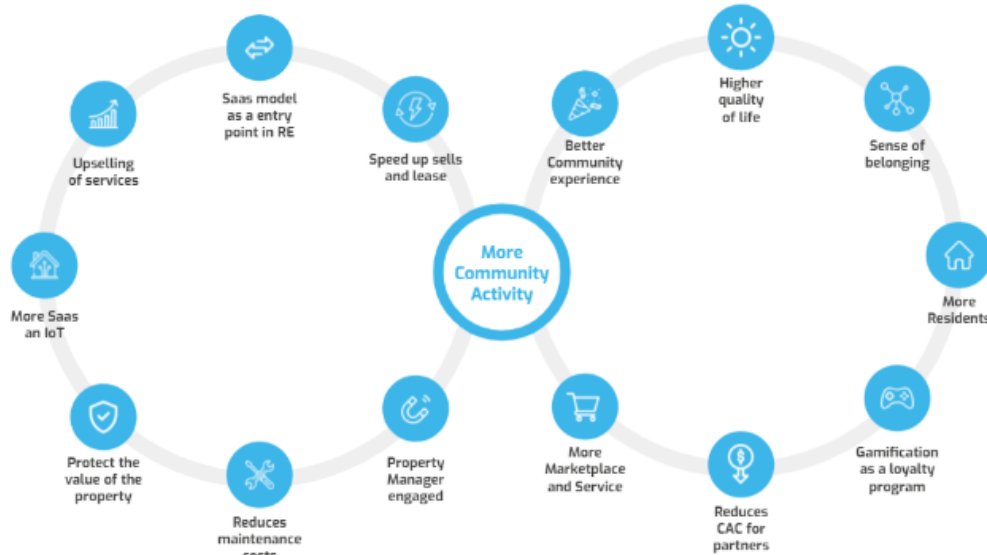 Saas model
as a entry
point in RE
Speed up sells
and lease
Upselling
of services
More Saas
an IoT
Protect the
value of the
property
Reduces
maintenance
costs
Property
Manager
engaged
More
Community
Activity
Better
Community
experience
Higher
quality
of life
Sense of
belonging
More
Residents
Gamification
as a loyalty
program
Reduces
CAC for
partners
More
Marketplace
and Service
$